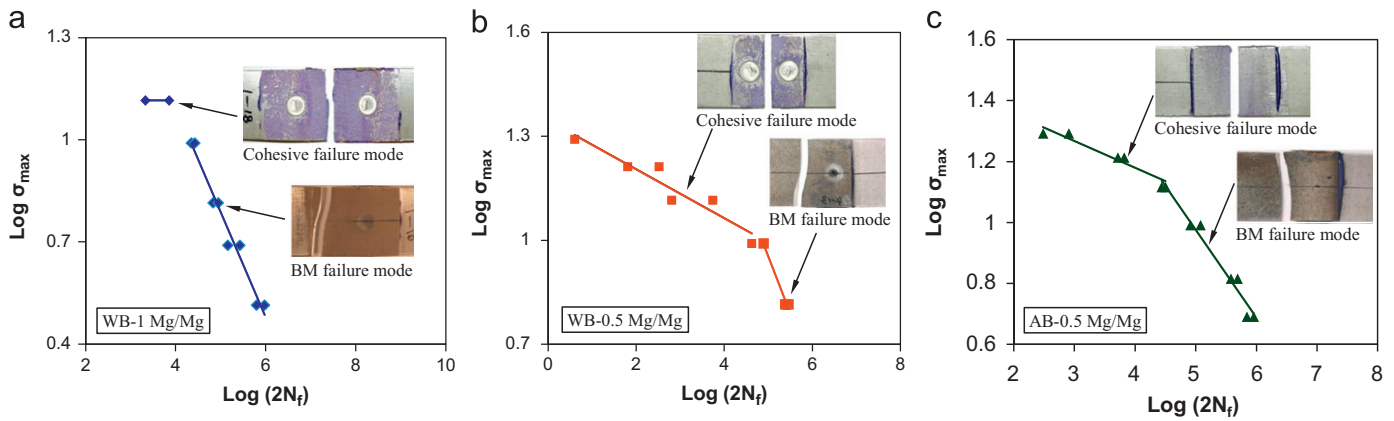 a
1.3
1
0.7
0.4
2
4
6
8
10
Log σmax
Log (2Nf)
1-18
Cohesive failure mode
BM failure mode
WB-1 Mg/Mg
b
1.6
1.3
1
0.7
0
2
4
6
8
Log σmax
Log (2Nf)
Cohesive failure mode
BM failure mode
WB-0.5 Mg/Mg
c
1.6
1.4
1.2
1
0.8
0.6
2
3
4
5
6
7
8
Log σmax
Log (2Nf)
Cohesive failure mode
BM failure mode
AB-0.5 Mg/Mg